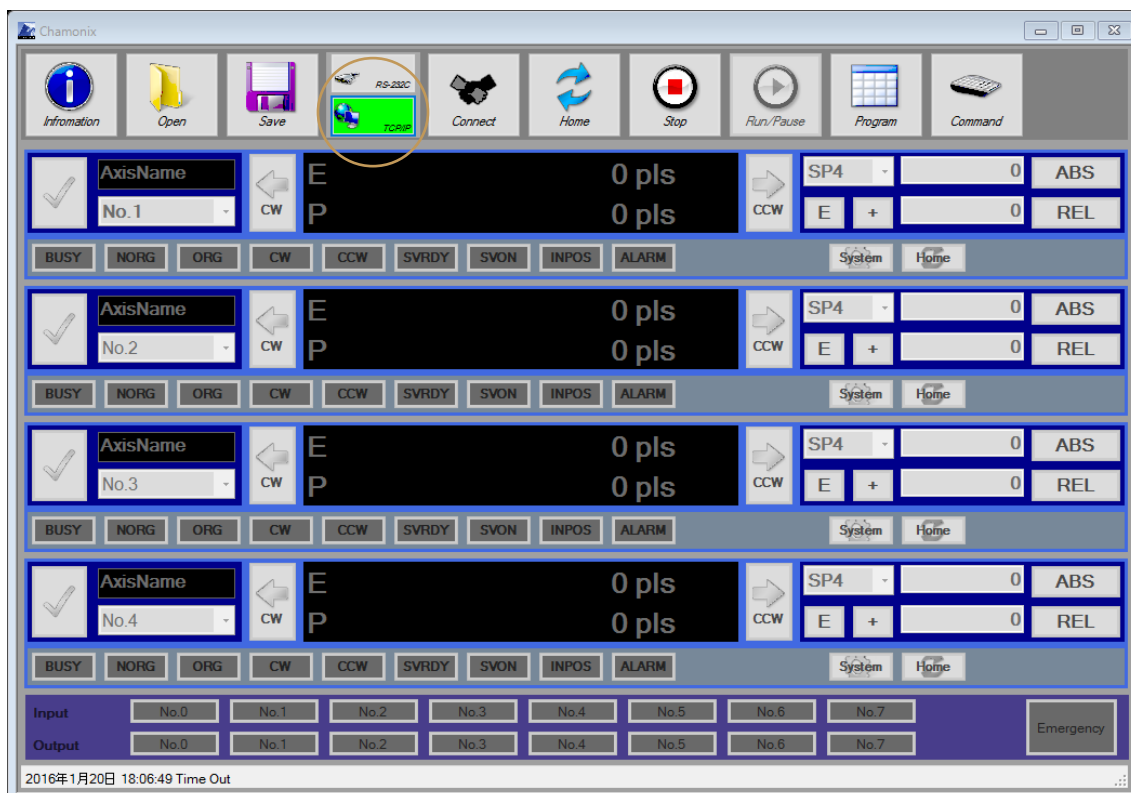 Chamonix
RS-232C
Infromation Open Save TCP/IP Connect Home Stop Run/Pause Program Command
AxisName E 0 pls SP4 0 ABS
No.1 CW P 0 pls CCW E + 0 REL
BUSY NORG ORG CW CCW SVRDY SVON INPOS ALARM System Home
AxisName E 0 pls SP4 0 ABS
No.2 CW P 0 pls CCW E + 0 REL
BUSY NORG ORG CW CCW SVRDY SVON INPOS ALARM System Home
AxisName E 0 pls SP4 0 ABS
No.3 CW P 0 pls CCW E + 0 REL
BUSY NORG ORG CW CCW SVRDY SVON INPOS ALARM System Home
AxisName E 0 pls SP4 0 ABS
No.4 CW P 0 pls CCW E + 0 REL
BUSY NORG ORG CW CCW SVRDY SVON INPOS ALARM System Home
Input No.0 No.1 No.2 No.3 No.4 No.5 No.6 No.7
Emergency
Output No.0 No.1 No.2 No.3 No.4 No.5 No.6 No.7
2016年1月20日 18:06:49 Time Out